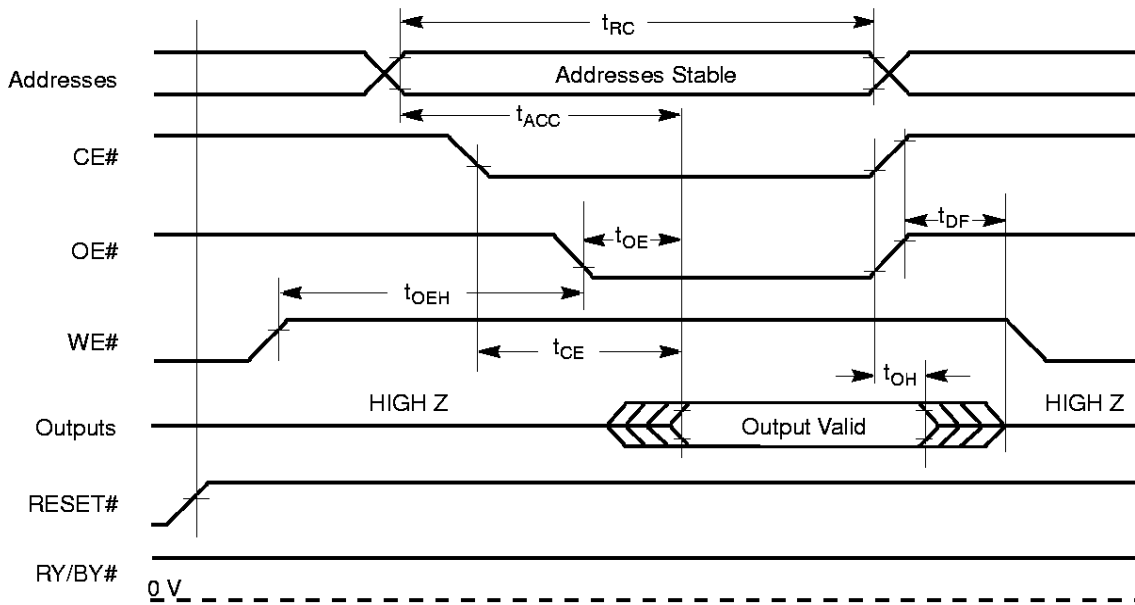 tRC
Addresses
Addresses Stable
tACC
CE#
tDF
OE#
tOE
tOEH
WE#
tCE
tOH
HIGH Z
HIGH Z
Outputs
Output Valid
RESET#
RY/BY#
0 V